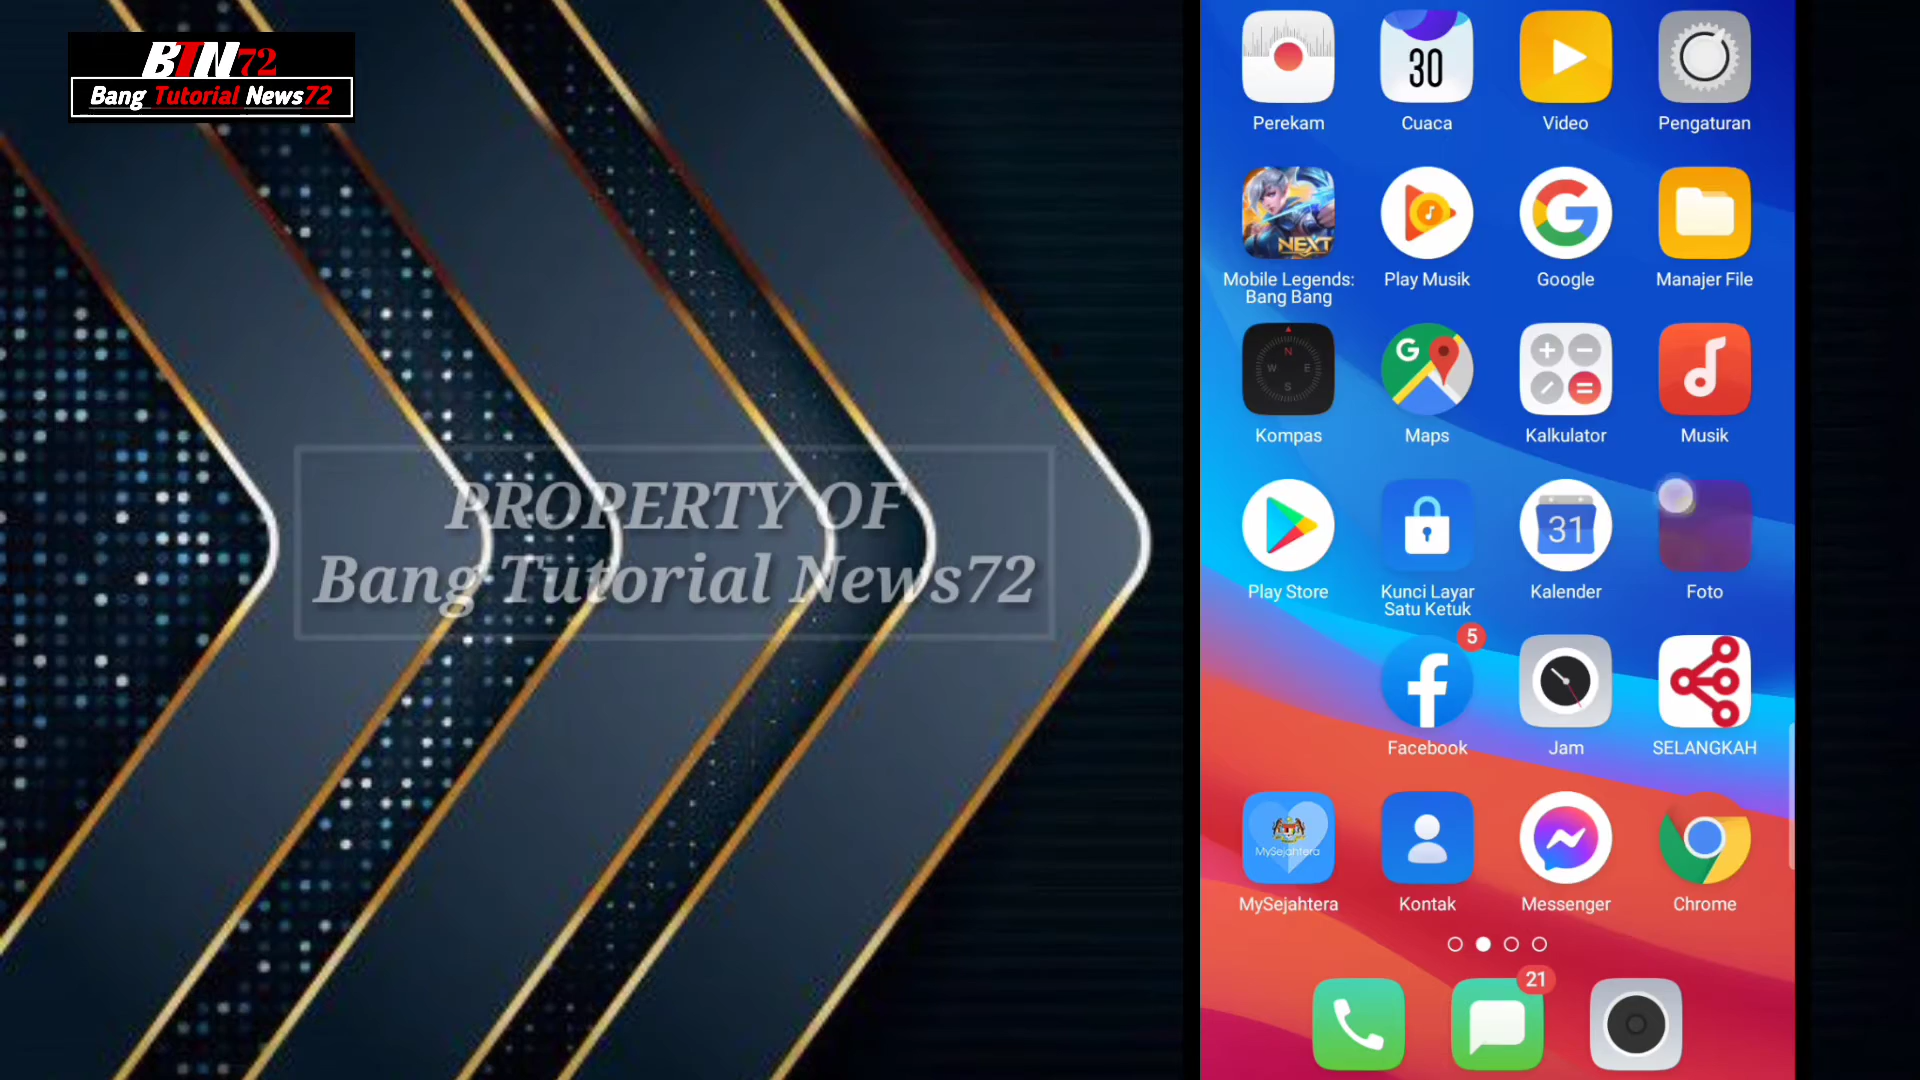 BTN72
Bang Tutorial News72
PROPERTY OF
Bang Tutorial News72
30
Perekam
Cuaca
Video
Pengaturan
NEXT
Mobile Legends:
Bang Bang
Play Musik
Google
Manajer File
N
W
E
S
G
Kompas
Maps
Kalkulator
Musik
31
Play Store
Kunci Layar
Satu Ketuk
Kalender
Foto
5
Facebook
Jam
SELANGKAH
MySejahtera
MySejahtera
Kontak
Messenger
Chrome
21